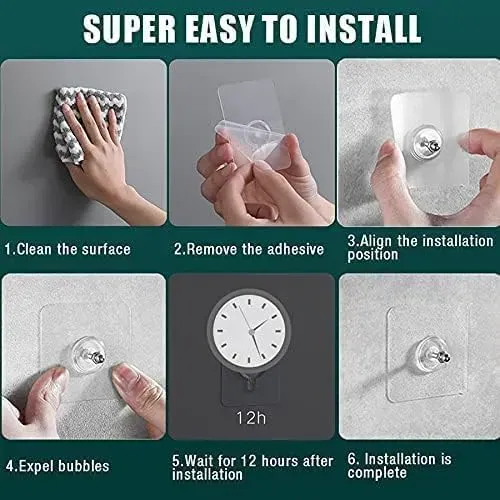 SUPER EASY TO INSTALL
1.Clean the surface
2.Remove the adhesive
3.Align the installation
position
12h
4.Expel bubbles
5.Wait for 12 hours after
installation
6. Installation is
complete